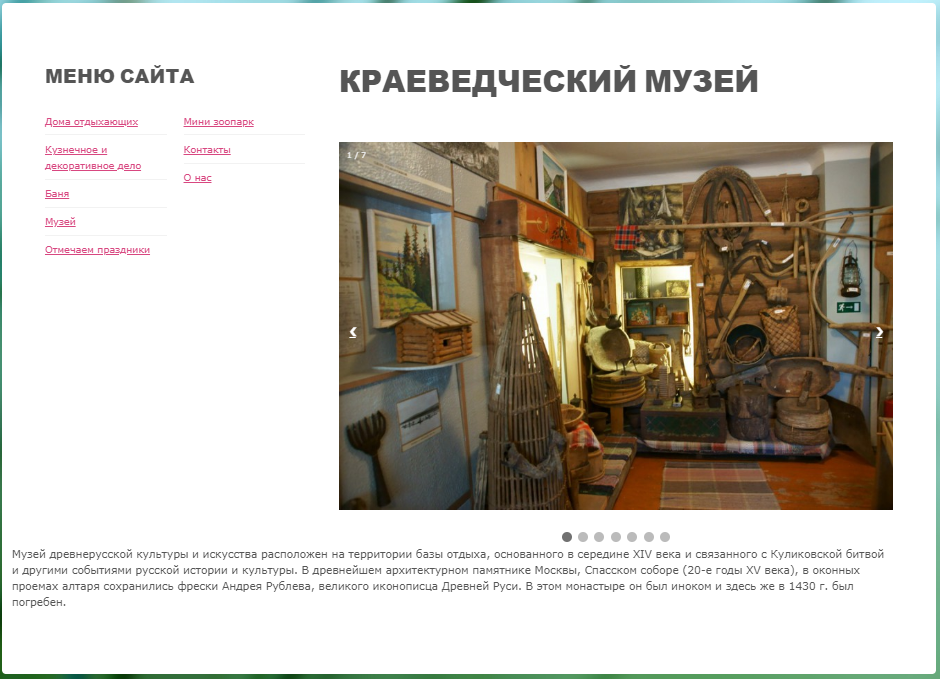 МЕНЮ САЙТА
Дома отдыхающих
Кузнечное и
декоративное дело
Баня
Музей
Отмечаем праздники
Мини зоопарк
Контакты
О нас
КРАЕВЕДЧЕСКИЙ МУЗЕЙ
1 / 7
Музей древнерусской культуры и искусства расположен на территории базы отдыха, основанного в середине XIV века и связанного с Куликовской битвой
и другими событиями русской истории и культуры. В древнейшем архитектурном памятнике Москвы, Спасском соборе (20-е годы XV века), в оконных
проемах алтаря сохранились фрески Андрея Рублева, великого иконописца Древней Руси. В этом монастыре он был иноком и здесь же в 1430 г. был
погребен.